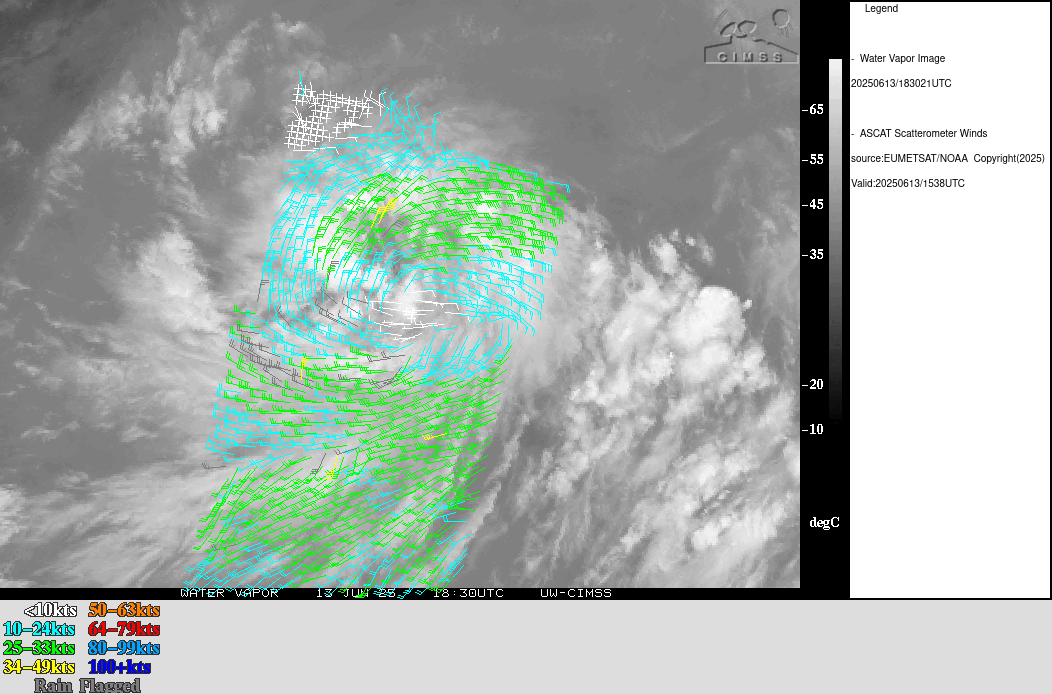 CIMSS
Legend
- Water Vapor Image
20250613/183021UTC
- ASCAT Scatterometer Winds
source:EUMETSAT/NOAA Copyright(2025)
Valid:20250613/1538UTC
-65
-55
-45
-35
-20
-10
degC
WATER VAPOR 13 JUN 25 18:30UTC UW-CIMSS
<10kts 50-63kts
10-24kts 64-79kts
25-33kts 80-99kts
34-49kts 100+kts
Rain Flagged